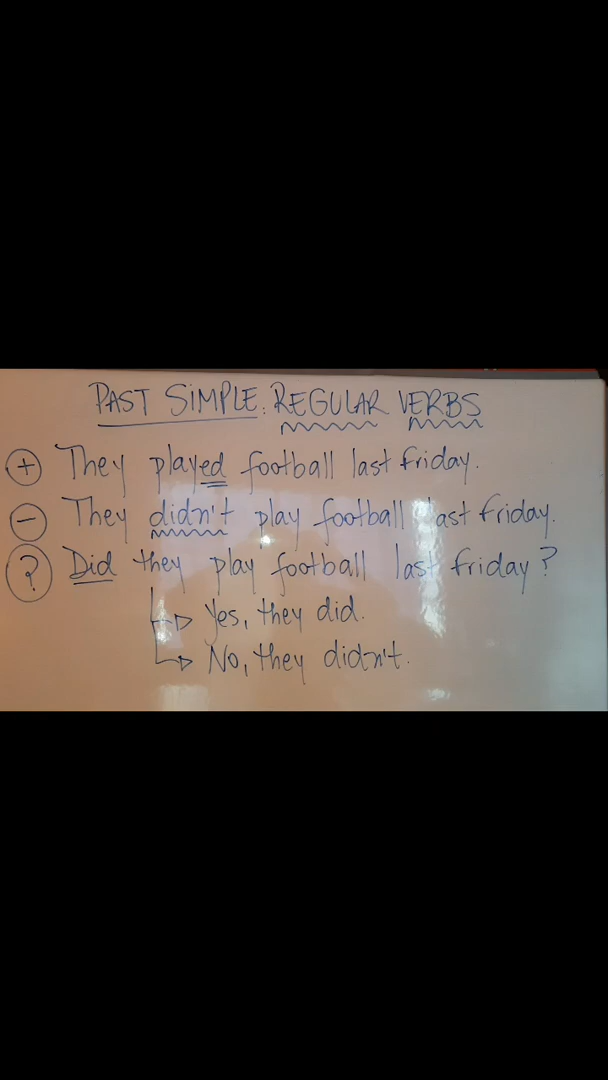 PAST SIMPLE: REGULAR VERBS
+ They played football last friday.
- They didn't play football last friday.
? Did they play football last friday?
Yes, they did.
No, they didn't.